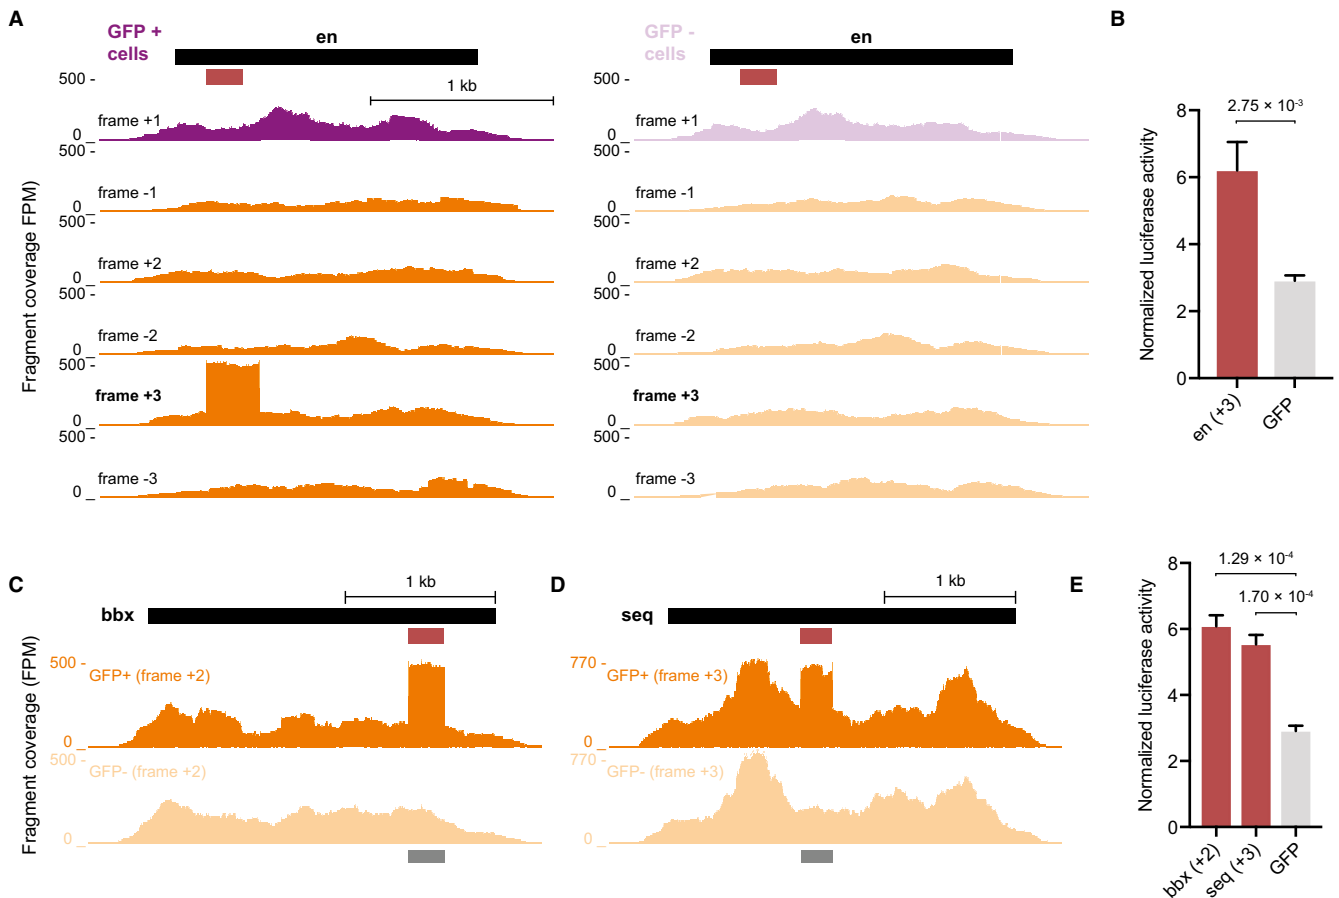 A
GFP +
cells
en
500 -
1 kb
frame +1
0 _
500 -
frame -1
0 _
500 -
frame +2
0 _
500 -
frame -2
0 _
500 -
frame +3
0 _
500 -
frame -3
0 _
Fragment coverage FPM)
GFP -
cells
en
500 -
frame +1
0 _
500 -
frame -1
0 _
500 -
frame +2
0 _
500 -
frame -2
0 _
500 -
frame +3
0 _
500 -
frame -3
0 _
B
2.75 × 10⁻³
Normalized luciferase activity
8
6
4
2
0
en (+3)
GFP
C
1 kb
bbx
Fragment coverage (FPM)
500 -
GFP+ (frame +2)
0 _
500 -
GFP- (frame +2)
0 _
D
1 kb
seq
770 -
GFP+ (frame +3)
0 _
770 -
GFP- (frame +3)
0 _
E
1.29 × 10⁻⁴
1.70 × 10⁻⁴
Normalized luciferase activity
8
6
4
2
0
bbx (+2)
seq (+3)
GFP